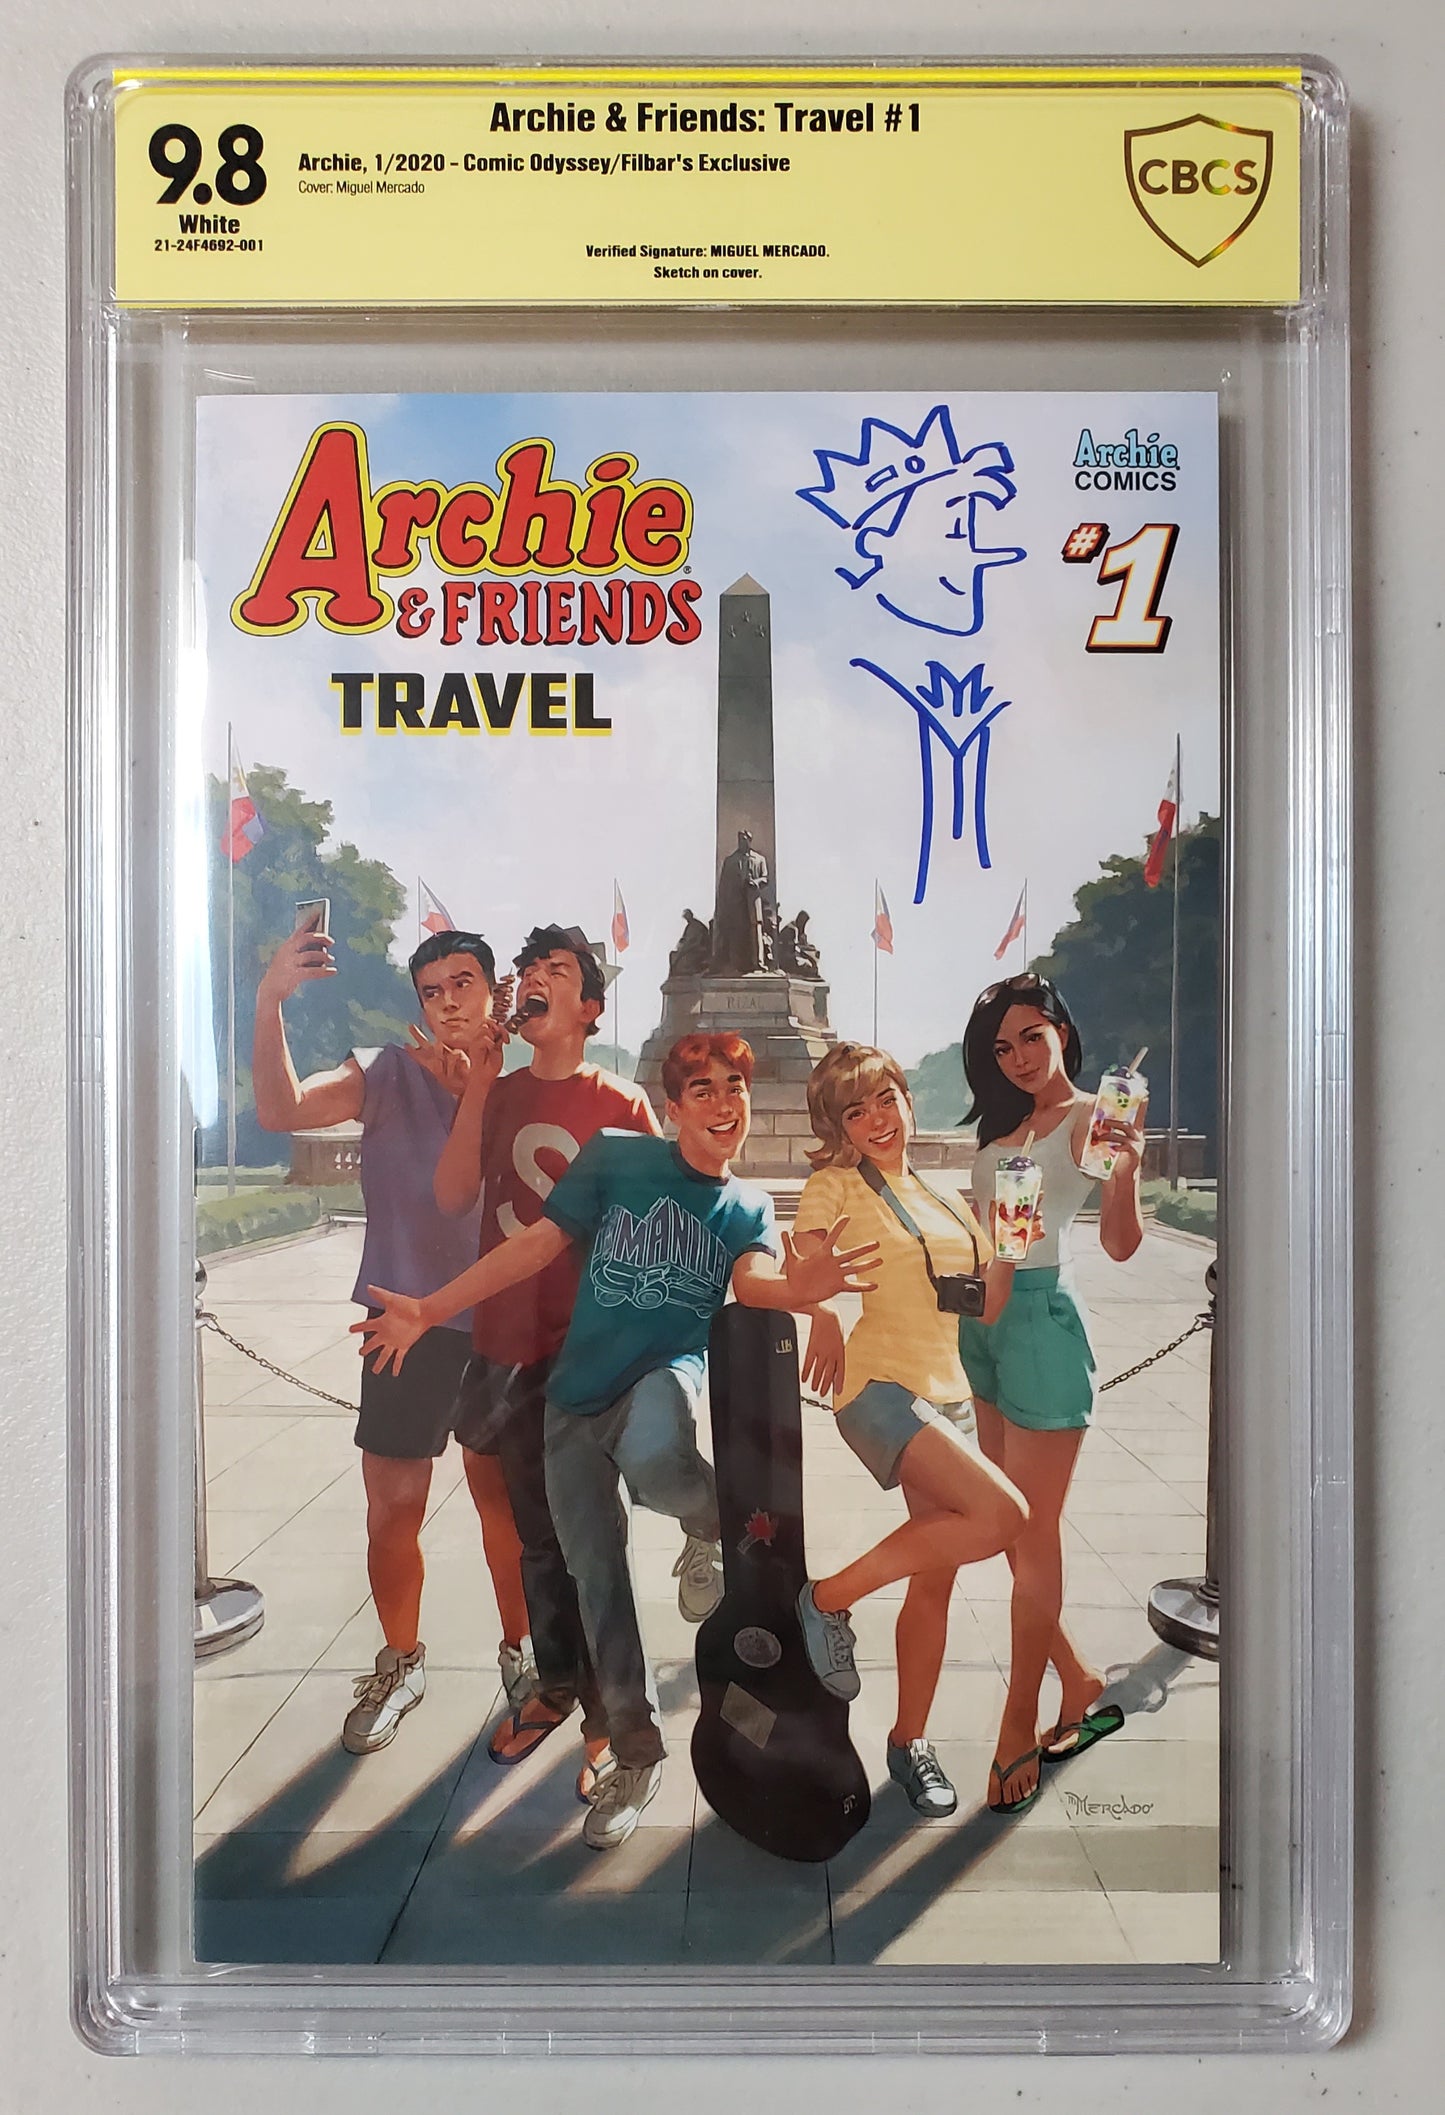 Archie & Friends: Travel #1
9.8
White
21-24F4692-001
Archie, 1/2020 - Comic Odyssey/Filbar's Exclusive
Cover: Miguel Mercado
Verified Signature: MIGUEL MERCADO.
Sketch on cover.
CBCS
Archie®
& FRIENDS
TRAVEL
Archie
COMICS
#1
RIZAL
S
MANILA
MERCADO